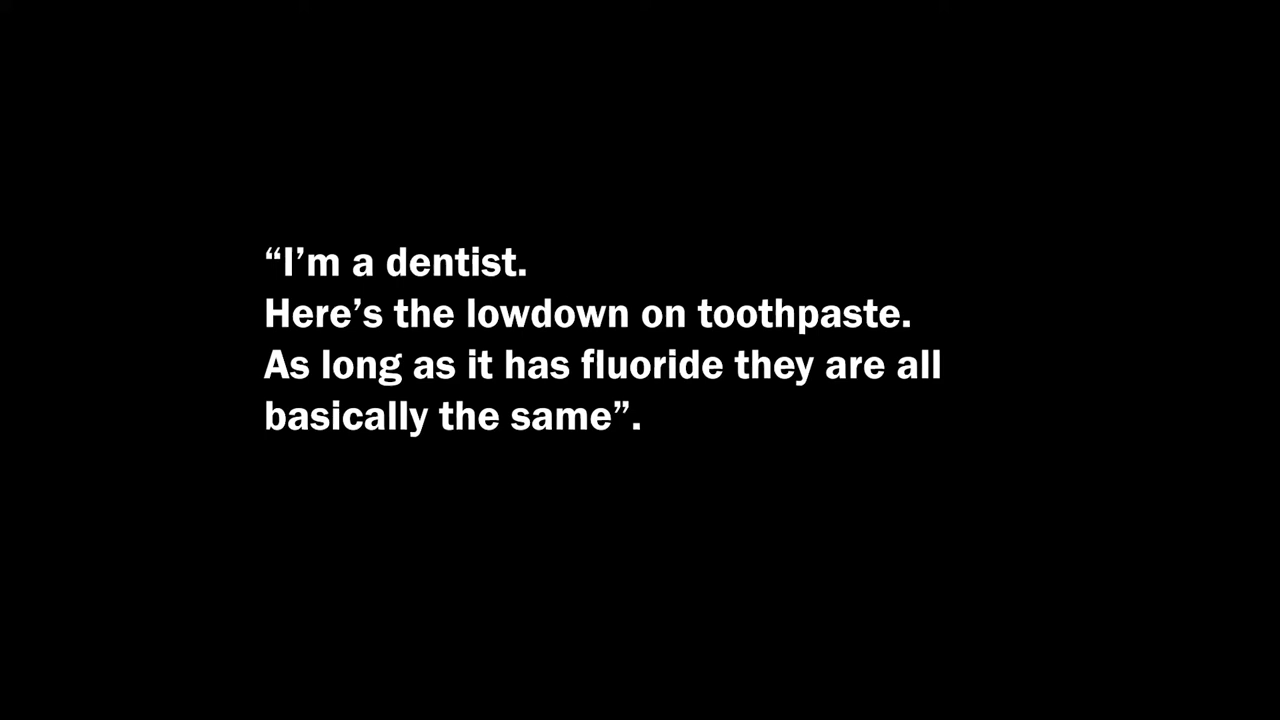 “I’m a dentist.
Here’s the lowdown on toothpaste.
As long as it has fluoride they are all
basically the same”.